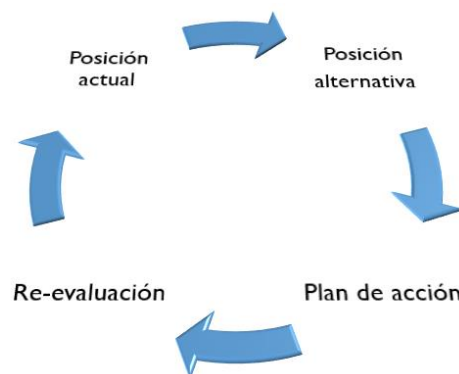 Posición
actual
Posición
alternativa
Plan de acción
Re-evaluación